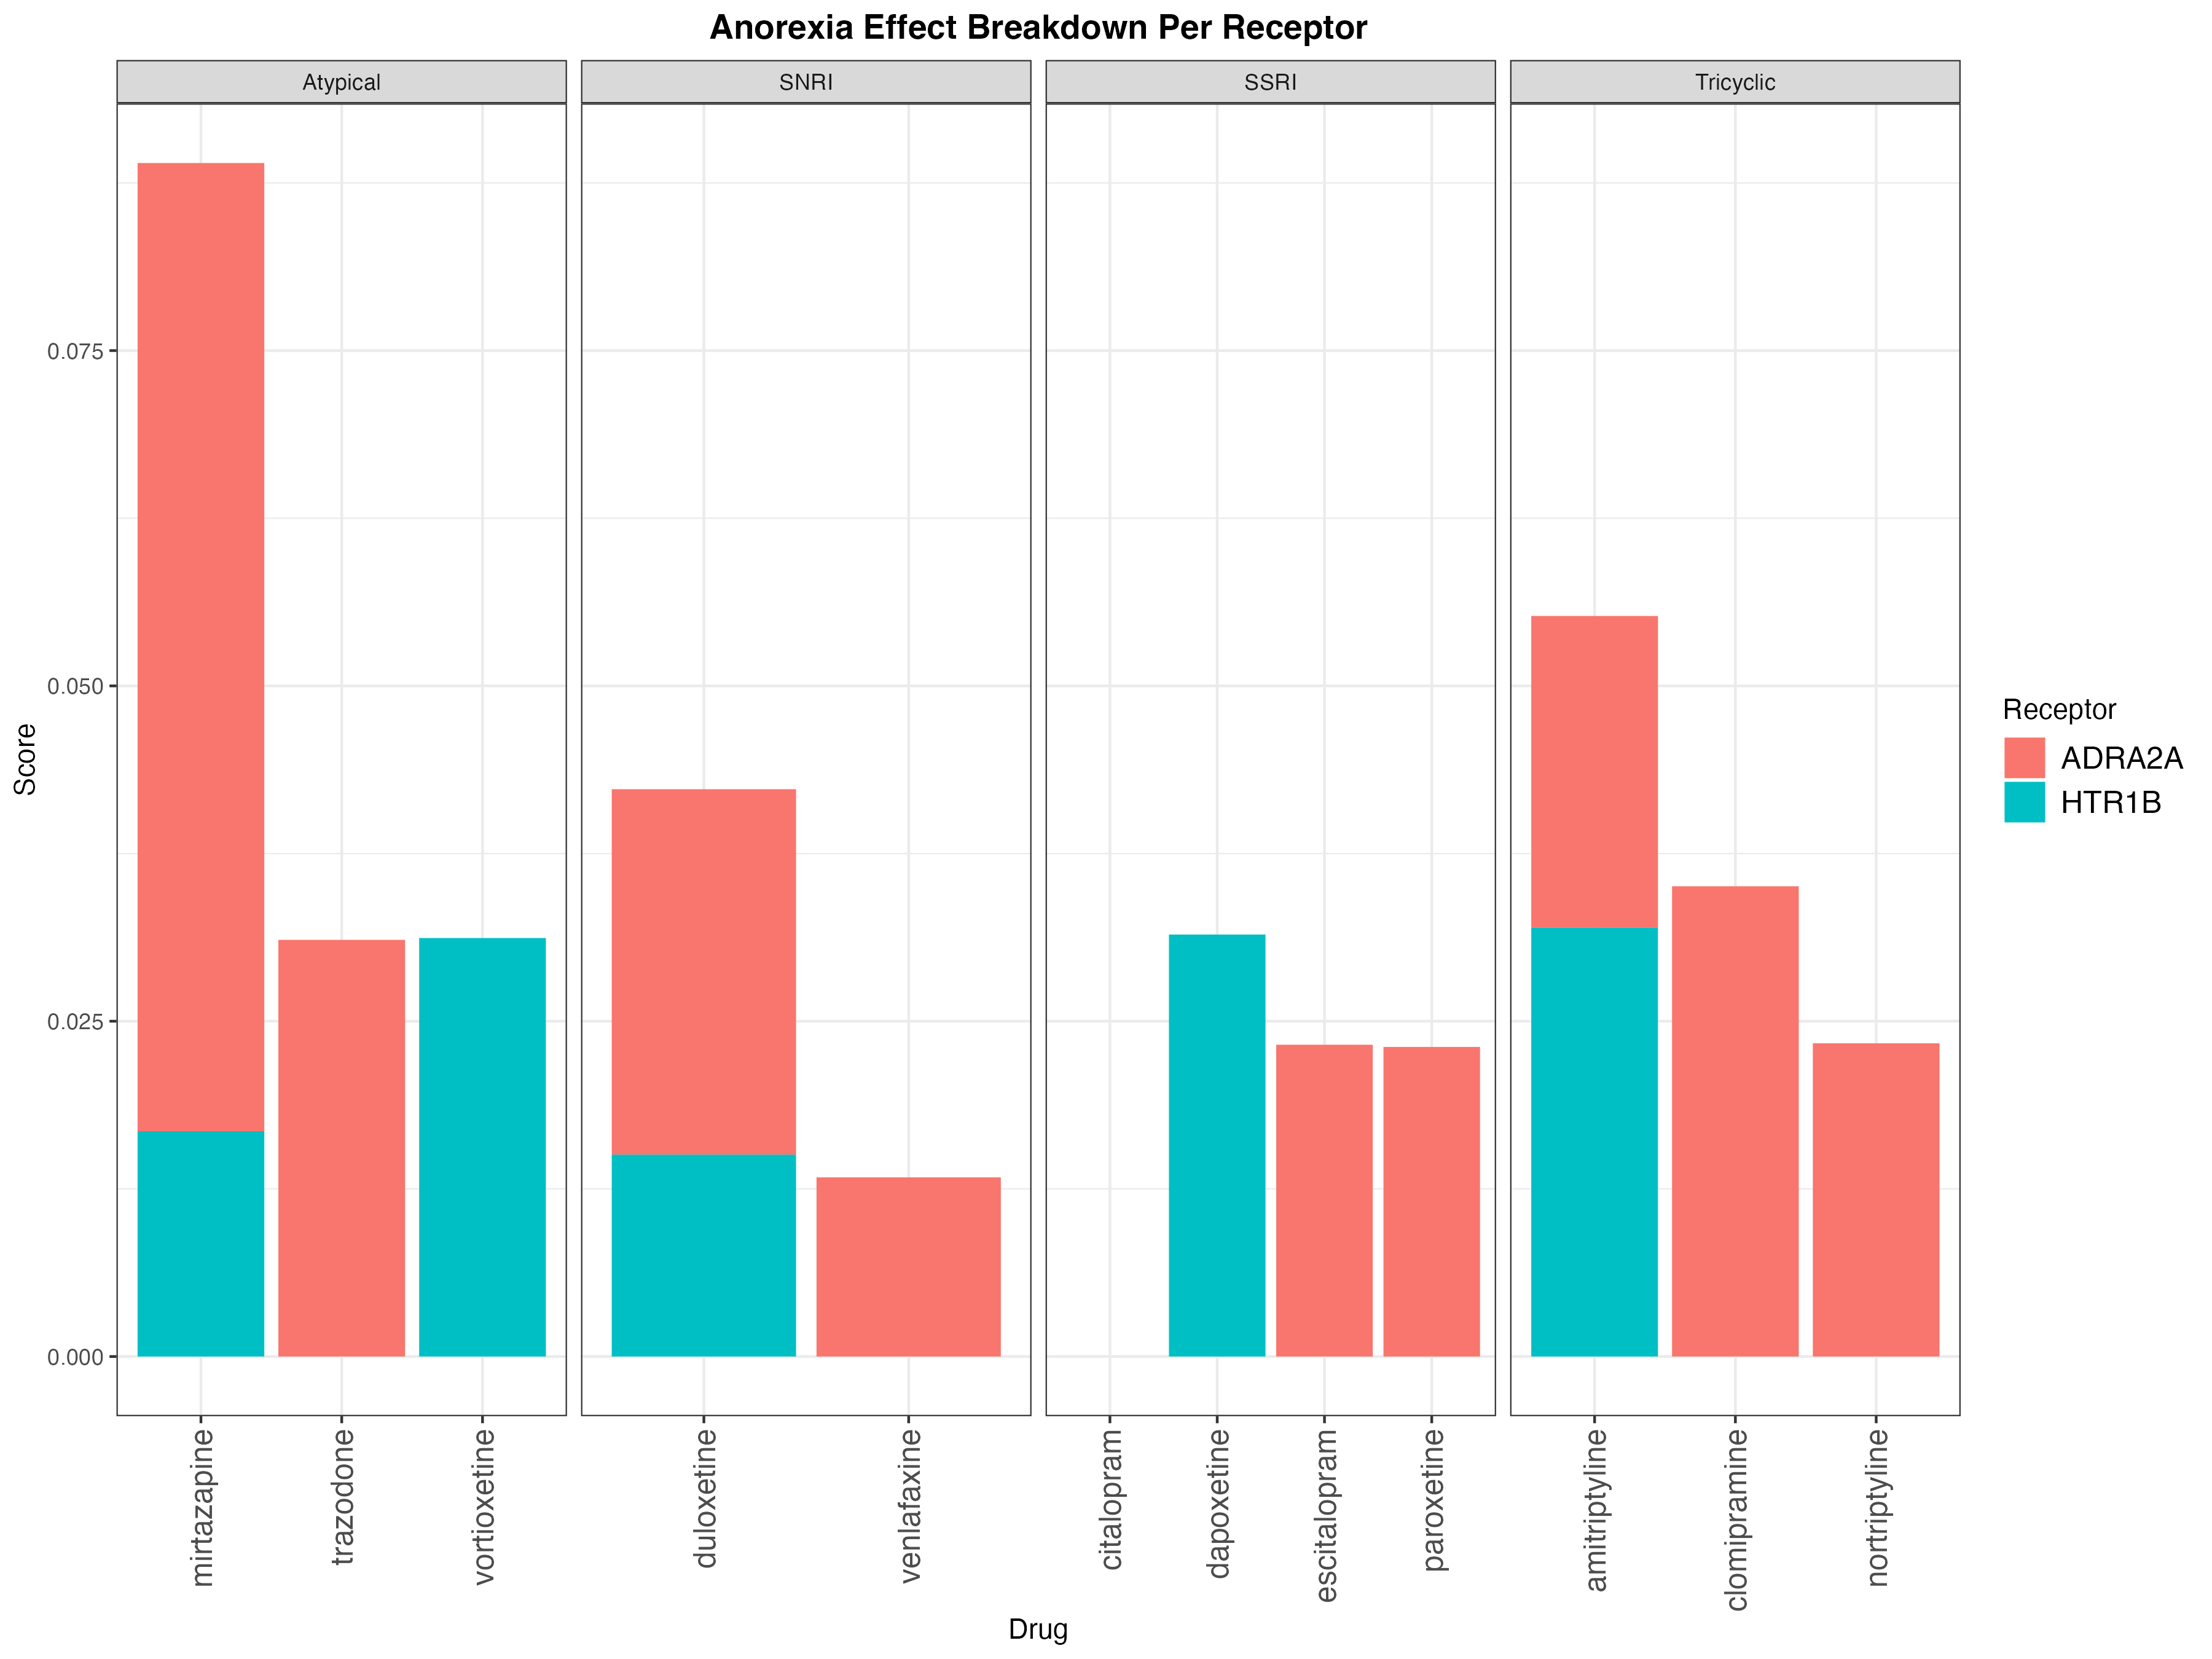 Anorexia Effect Breakdown Per Receptor
Atypical
SNRI
SSRI
Tricyclic
Score
0.075
0.050
0.025
0.000
mirtazapine
trazodone
vortioxetine
duloxetine
venlafaxine
citalopram
dapoxetine
escitalopram
paroxetine
amitriptyline
clomipramine
nortriptyline
Drug
Receptor
ADRA2A
HTR1B